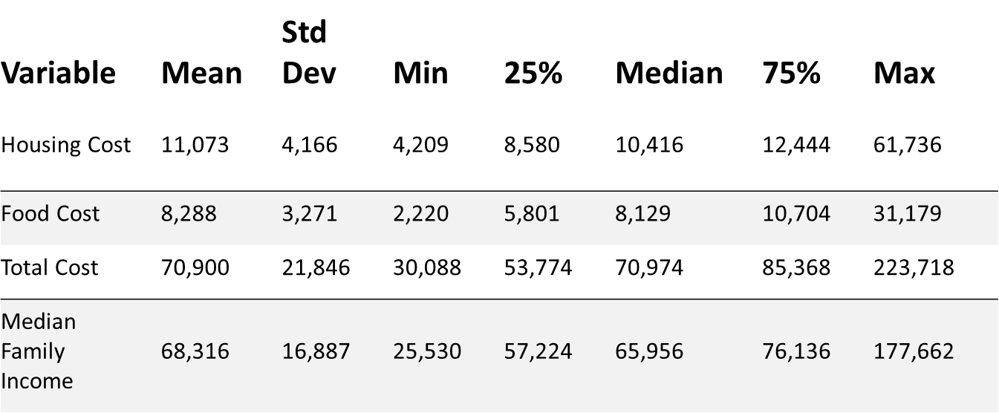 Variable Mean Std Dev Min 25% Median 75% Max
Housing Cost 11,073 4,166 4,209 8,580 10,416 12,444 61,736
Food Cost 8,288 3,271 2,220 5,801 8,129 10,704 31,179
Total Cost 70,900 21,846 30,088 53,774 70,974 85,368 223,718
Median
Family 68,316 16,887 25,530 57,224 65,956 76,136 177,662
Income